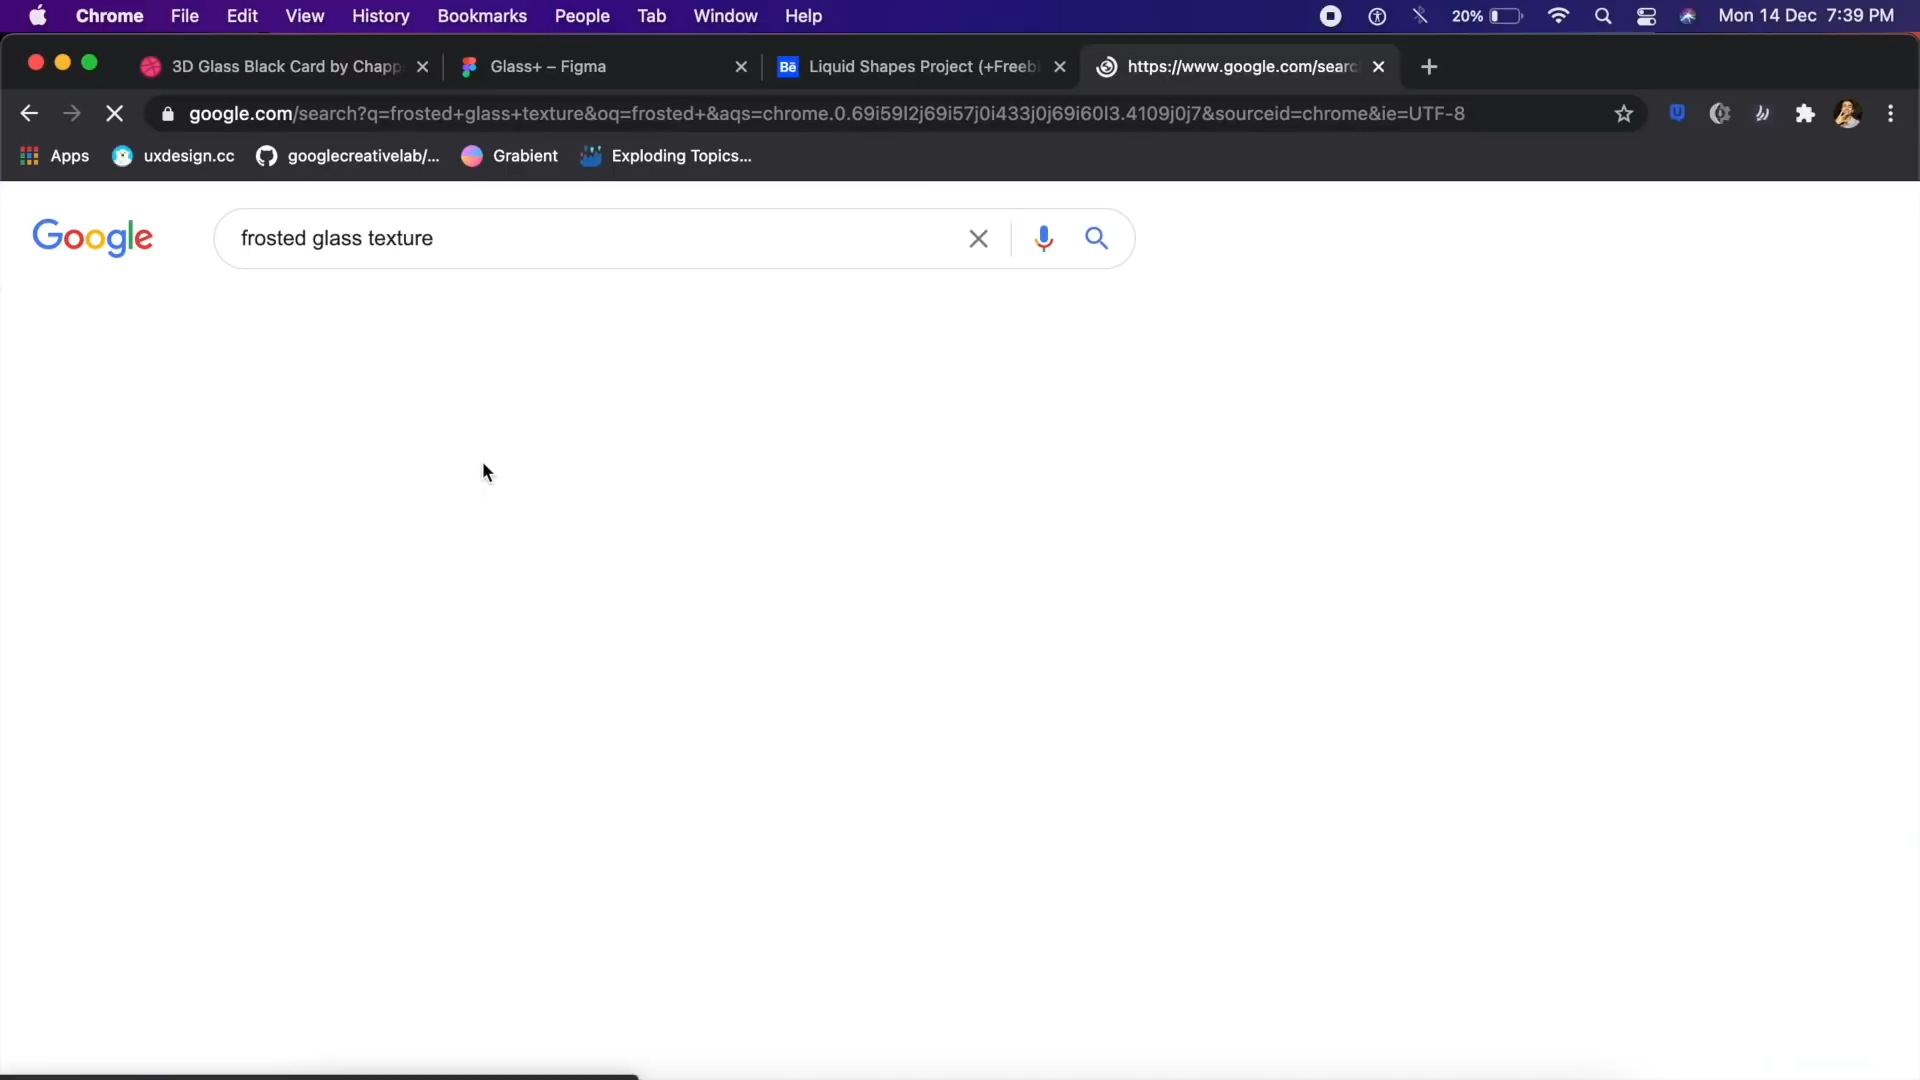 Chrome File Edit View History Bookmarks People Tab Window Help 20% Mon 14 Dec 7:39 PM
3D Glass Black Card by Chapp Glass+ – Figma Bē Liquid Shapes Project (+Freebi https://www.google.com/searc
google.com/search?q=frosted+glass+texture&oq=frosted+&aqs=chrome.0.69i59l2j69i57j0i433j0j69i60l3.4109j0j7&sourceid=chrome&ie=UTF-8
Apps uxdesign.cc googlecreativelab/... Grabient Exploding Topics...
Google frosted glass texture